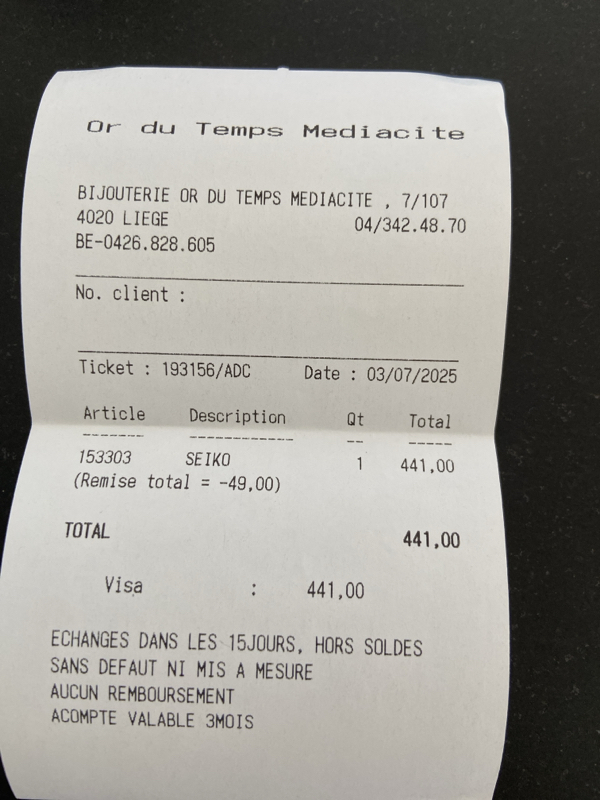 Or du Temps Mediacite
BIJOUTERIE OR DU TEMPS MEDIACITE , 7/107
4020 LIEGE 04/342.48.70
BE-0426.828.605
No. client :
Ticket : 193156/ADC Date : 03/07/2025
Article Description Qt Total
153303 SEIKO 1 441,00
(Remise total = -49,00)
TOTAL 441,00
Visa : 441,00
ECHANGES DANS LES 15JOURS, HORS SOLDES
SANS DEFAUT NI MIS A MESURE
AUCUN REMBOURSEMENT
ACOMPTE VALABLE 3MOIS